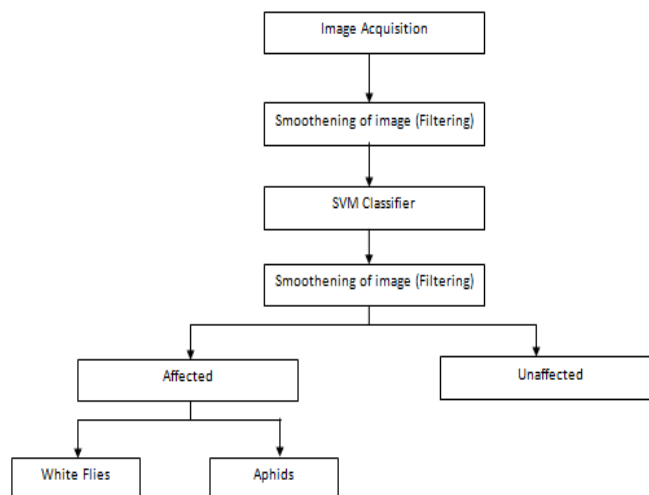 Image Acquisition
Smoothening of image (Filtering)
SVM Classifier
Smoothening of image (Filtering)
Affected
Unaffected
White Flies
Aphids